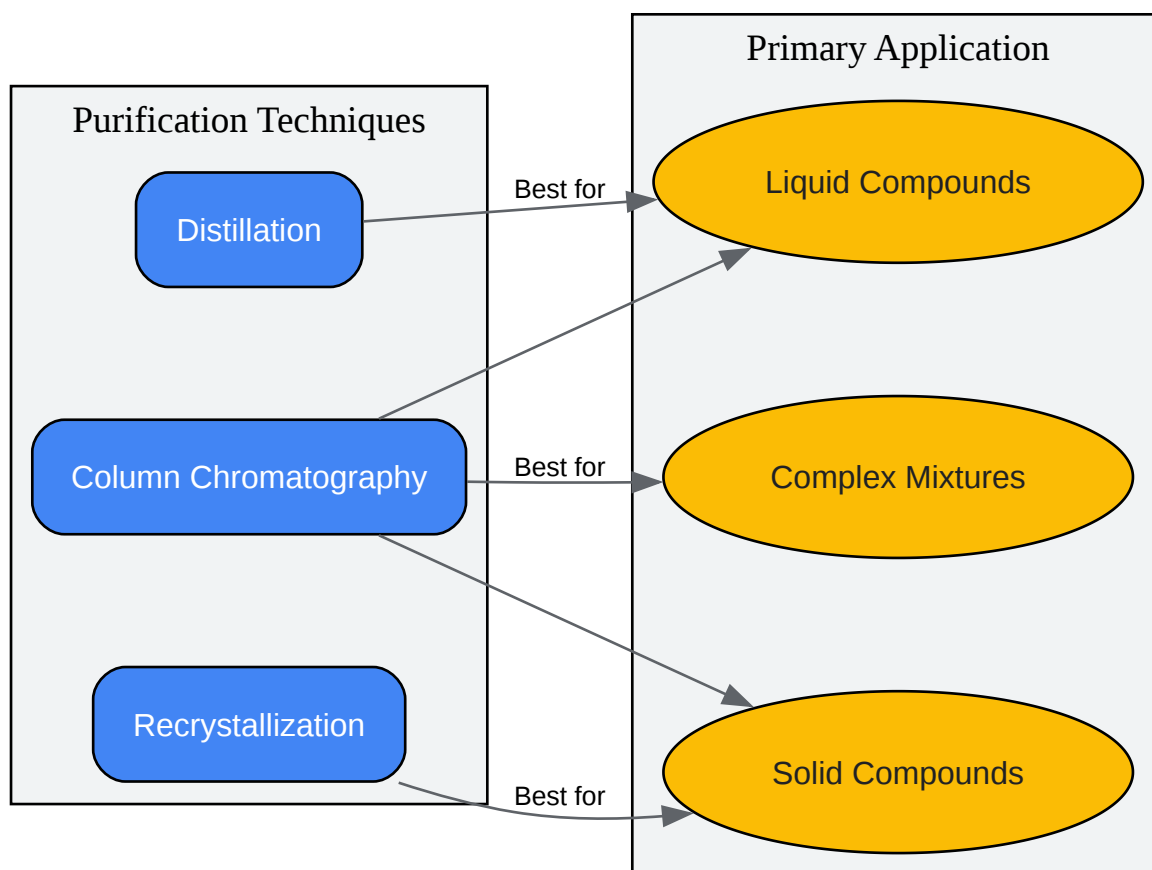 Primary Application
Purification Techniques
Distillation
Best for
Liquid Compounds
Column Chromatography
Best for
Complex Mixtures
Recrystallization
Best for
Solid Compounds